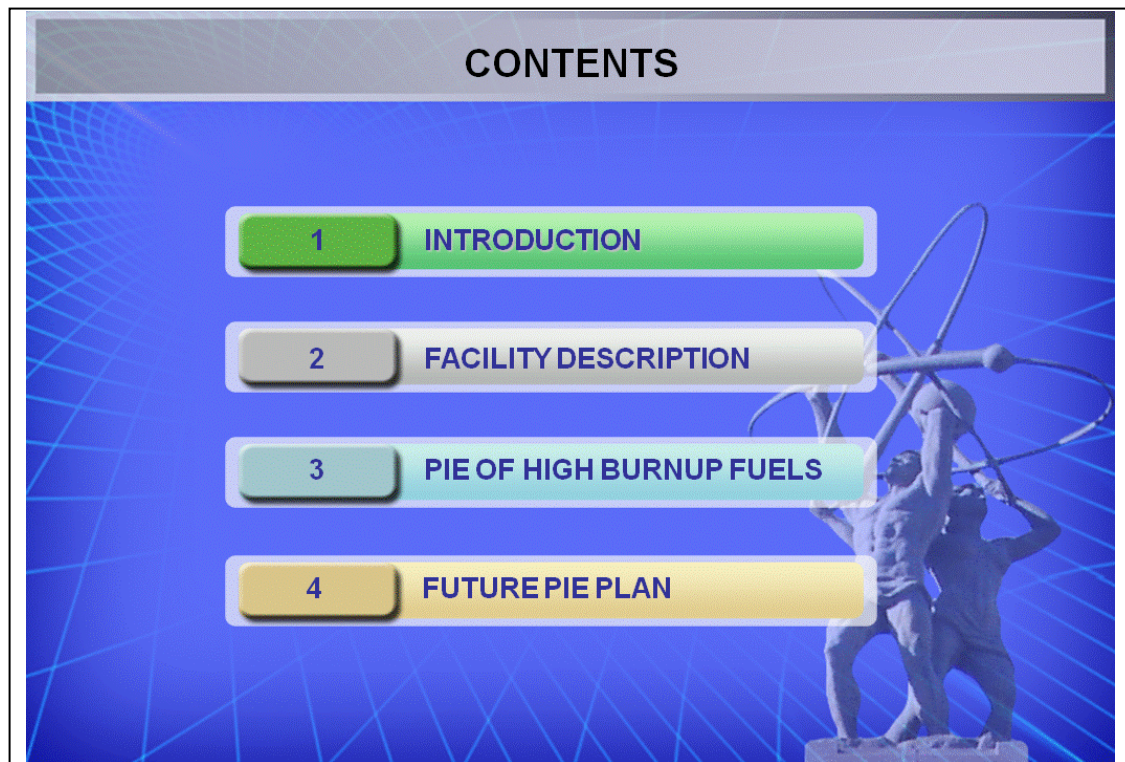 CONTENTS
1 INTRODUCTION
2 FACILITY DESCRIPTION
3 PIE OF HIGH BURNUP FUELS
4 FUTURE PIE PLAN